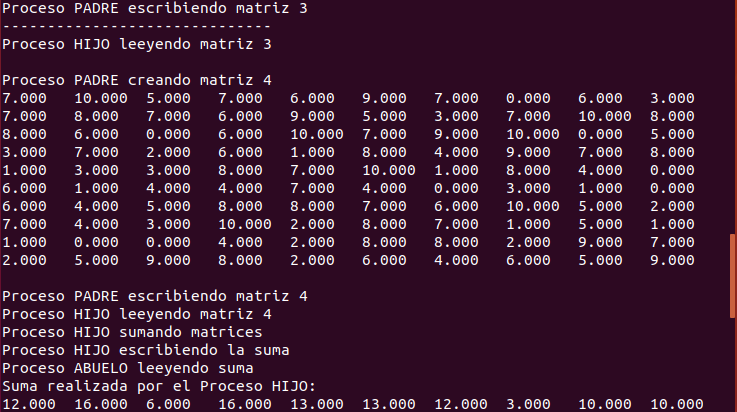 Proceso PADRE escribiendo matriz 3
------------------------------
Proceso HIJO leeyendo matriz 3
Proceso PADRE creando matriz 4
7.000 10.000 5.000 7.000 6.000 9.000 7.000 0.000 6.000 3.000
7.000 8.000 7.000 6.000 9.000 5.000 3.000 7.000 10.000 8.000
8.000 6.000 0.000 6.000 10.000 7.000 9.000 10.000 0.000 5.000
3.000 7.000 2.000 6.000 1.000 8.000 4.000 9.000 7.000 8.000
1.000 3.000 3.000 8.000 7.000 10.000 1.000 8.000 4.000 0.000
6.000 1.000 4.000 4.000 7.000 4.000 0.000 3.000 1.000 0.000
6.000 4.000 5.000 8.000 8.000 7.000 6.000 10.000 5.000 2.000
7.000 4.000 3.000 10.000 2.000 8.000 7.000 1.000 5.000 1.000
1.000 0.000 0.000 4.000 2.000 8.000 8.000 2.000 9.000 7.000
2.000 5.000 9.000 8.000 2.000 6.000 4.000 6.000 5.000 9.000
Proceso PADRE escribiendo matriz 4
Proceso HIJO leeyendo matriz 4
Proceso HIJO sumando matrices
Proceso HIJO escribiendo la suma
Proceso ABUELO leeyendo suma
Suma realizada por el Proceso HIJO:
12.000 16.000 6.000 16.000 13.000 13.000 12.000 3.000 10.000 10.000